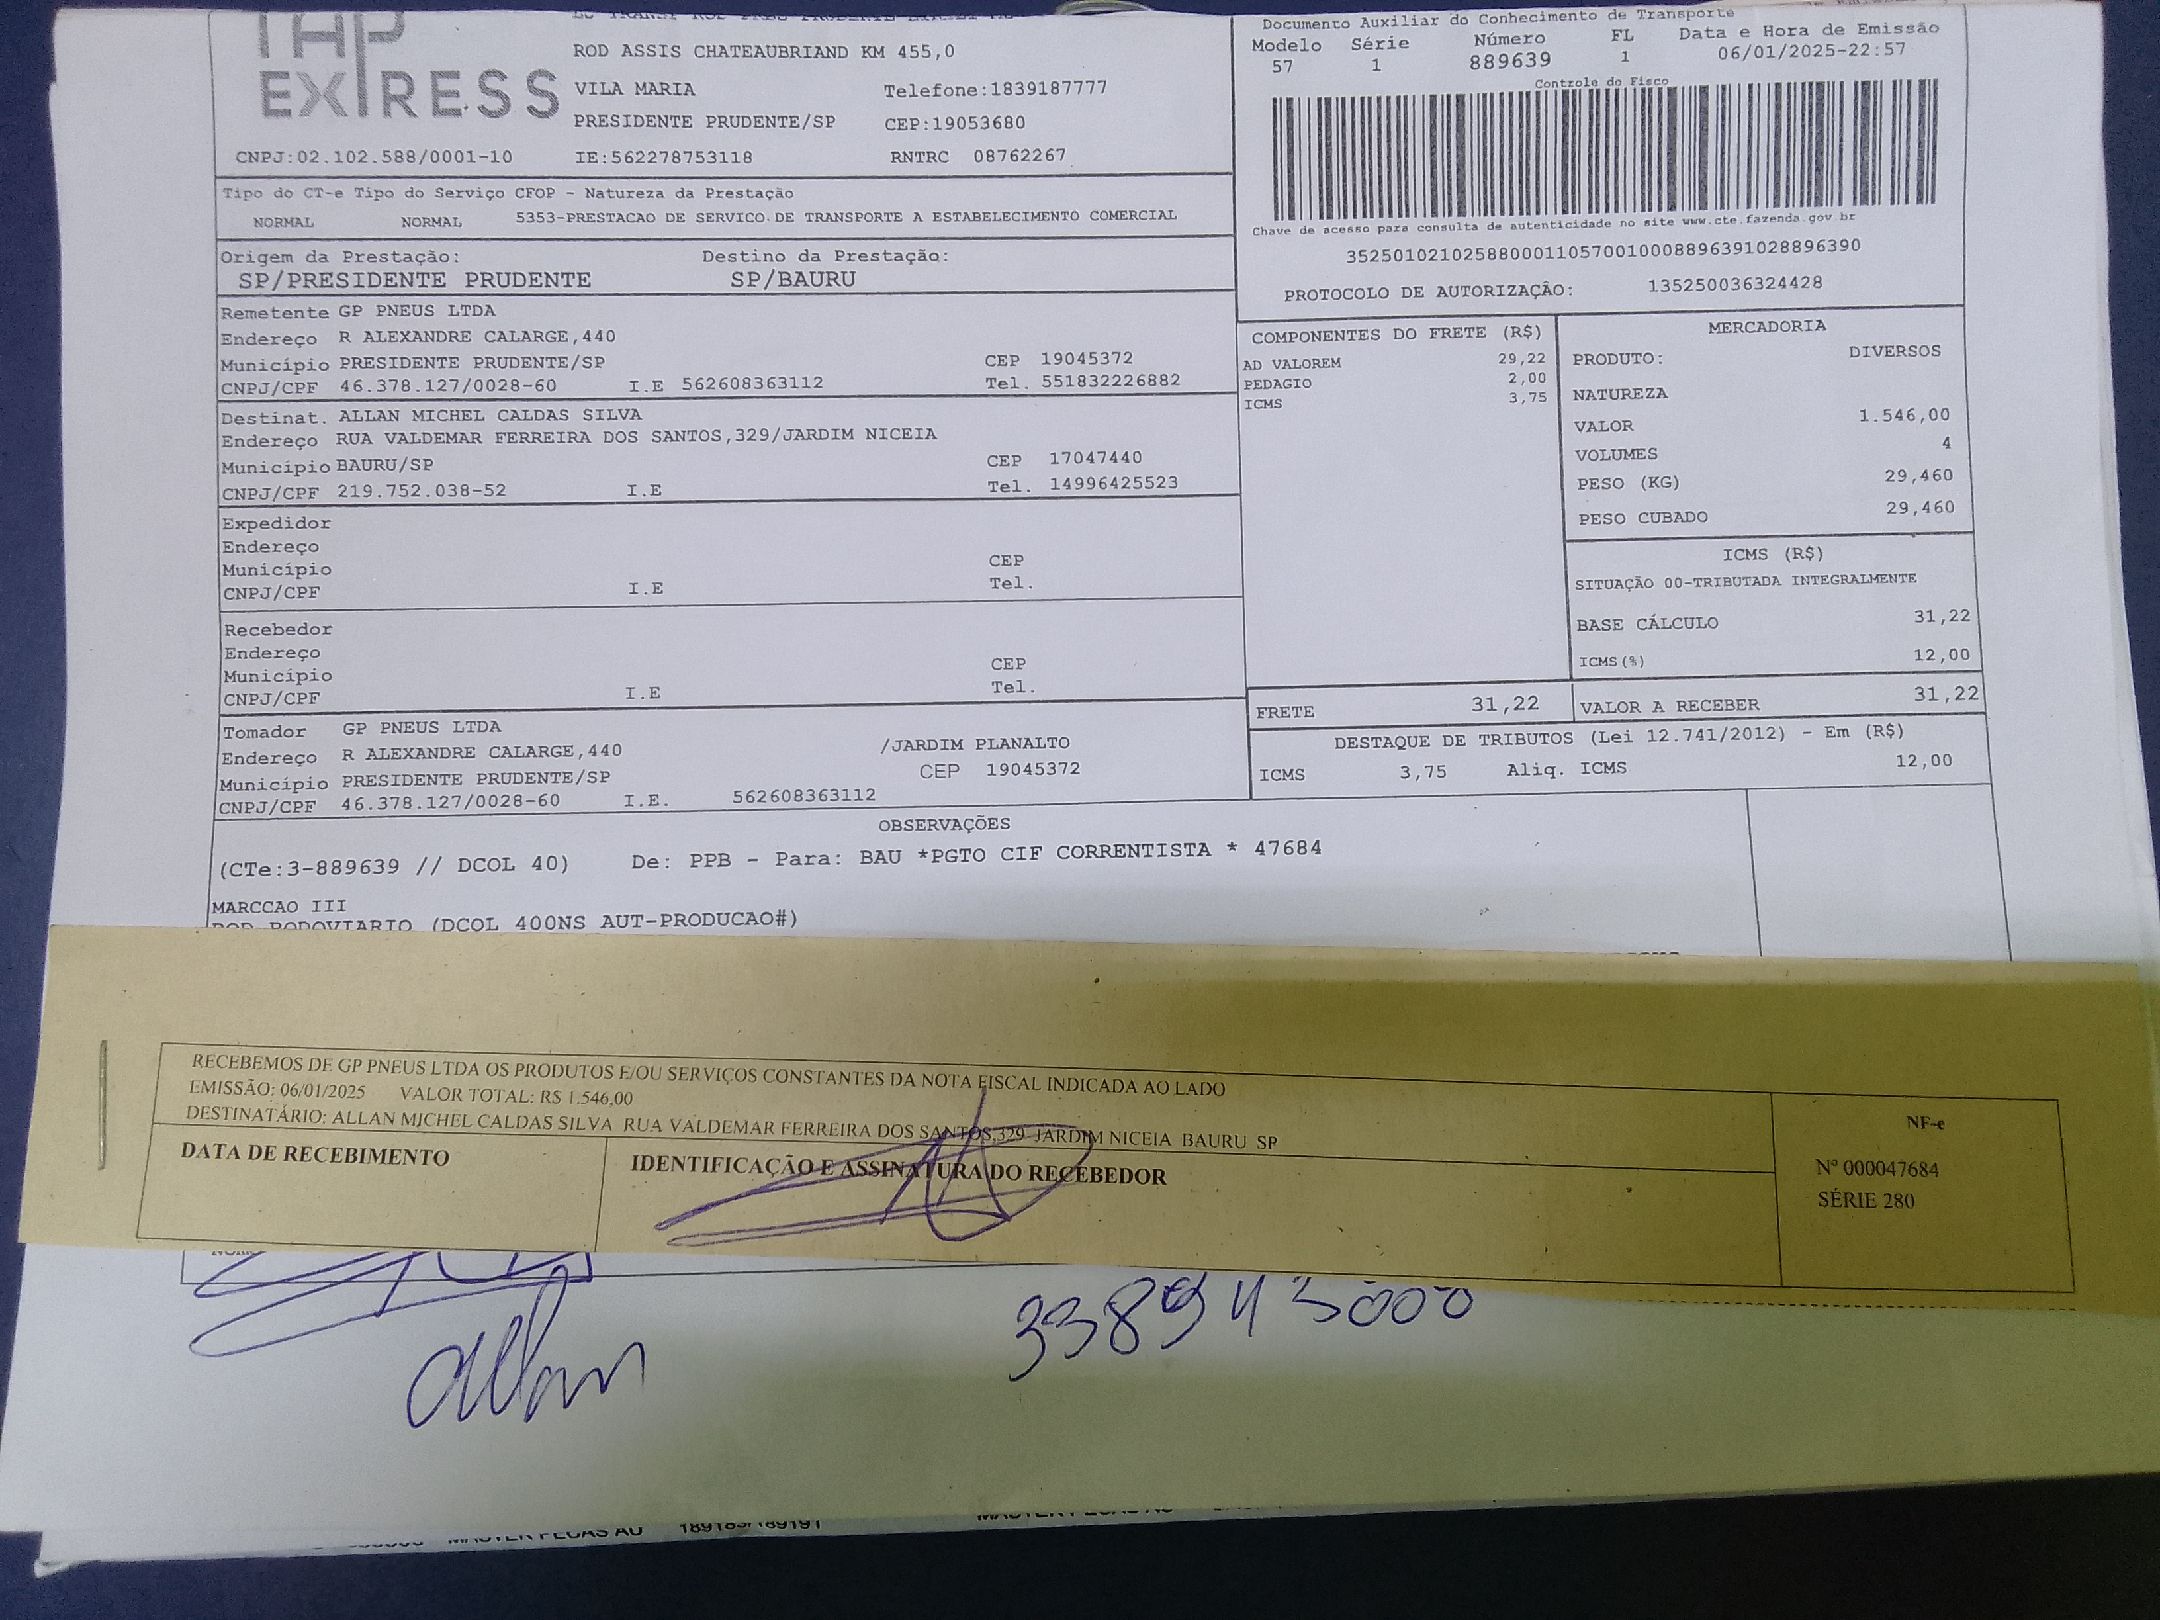 TAP
EXPRESS
ROD ASSIS CHATEAUBRIAND KM 455,0
VILA MARIA Telefone:1839187777
PRESIDENTE PRUDENTE/SP CEP:19053680
CNPJ:02.102.588/0001-10 IE:562278753118 RNTRC 08762267
Documento Auxiliar do Conhecimento de Transporte
Modelo Série Número FL Data e Hora de Emissão
57 1 889639 1 06/01/2025-22:57
Controle do Fisco
Chave de acesso para consulta de autenticidade no site www.cte.fazenda.gov.br
35250102102588000110570010008896391028896390
PROTOCOLO DE AUTORIZAÇÃO: 135250036324428
Tipo do CT-e Tipo do Serviço CFOP - Natureza da Prestação
NORMAL NORMAL 5353-PRESTACAO DE SERVICO DE TRANSPORTE A ESTABELECIMENTO COMERCIAL
Origem da Prestação: Destino da Prestação:
SP/PRESIDENTE PRUDENTE SP/BAURU
Remetente GP PNEUS LTDA
Endereço R ALEXANDRE CALARGE,440
Município PRESIDENTE PRUDENTE/SP CEP 19045372
CNPJ/CPF 46.378.127/0028-60 I.E 562608363112 Tel. 551832226882
Destinat. ALLAN MICHEL CALDAS SILVA
Endereço RUA VALDEMAR FERREIRA DOS SANTOS,329/JARDIM NICEIA
Município BAURU/SP CEP 17047440
CNPJ/CPF 219.752.038-52 I.E Tel. 14996425523
Expedidor
Endereço
Município CEP
CNPJ/CPF I.E Tel.
Recebedor
Endereço
Município CEP
CNPJ/CPF I.E Tel.
Tomador GP PNEUS LTDA
Endereço R ALEXANDRE CALARGE,440 /JARDIM PLANALTO
Município PRESIDENTE PRUDENTE/SP CEP 19045372
CNPJ/CPF 46.378.127/0028-60 I.E. 562608363112
COMPONENTES DO FRETE (R$)
AD VALOREM 29,22
PEDAGIO 2,00
ICMS 3,75
MERCADORIA
PRODUTO: DIVERSOS
NATUREZA
VALOR 1.546,00
VOLUMES 4
PESO (KG) 29,460
PESO CUBADO 29,460
ICMS (R$)
SITUAÇÃO 00-TRIBUTADA INTEGRALMENTE
BASE CÁLCULO 31,22
ICMS(%) 12,00
FRETE 31,22 VALOR A RECEBER 31,22
DESTAQUE DE TRIBUTOS (Lei 12.741/2012) - Em (R$)
ICMS 3,75 Aliq. ICMS 12,00
OBSERVAÇÕES
(CTe:3-889639 // DCOL 40) De: PPB - Para: BAU *PGTO CIF CORRENTISTA * 47684
MARCCAO III
ROD RODOVIARIO (DCOL 400NS AUT-PRODUCAO#)
RECEBEMOS DE GP PNEUS LTDA OS PRODUTOS E/OU SERVIÇOS CONSTANTES DA NOTA FISCAL INDICADA AO LADO
EMISSÃO: 06/01/2025 VALOR TOTAL: R$ 1.546,00
DESTINATÁRIO: ALLAN MICHEL CALDAS SILVA RUA VALDEMAR FERREIRA DOS SANTOS,329 JARDIM NICEIA BAURU SP
DATA DE RECEBIMENTO IDENTIFICAÇÃO E ASSINATURA DO RECEBEDOR
NF-e
Nº 000047684
SÉRIE 280
allan
338943000
MASTER PECAS AU 189183/189191